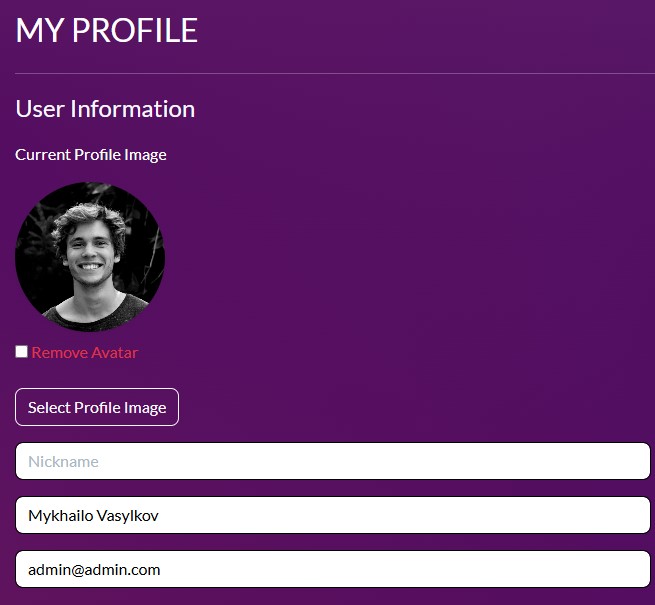 MY PROFILE
User Information
Current Profile Image
Remove Avatar
Select Profile Image
Nickname
Mykhailo Vasylkov
admin@admin.com